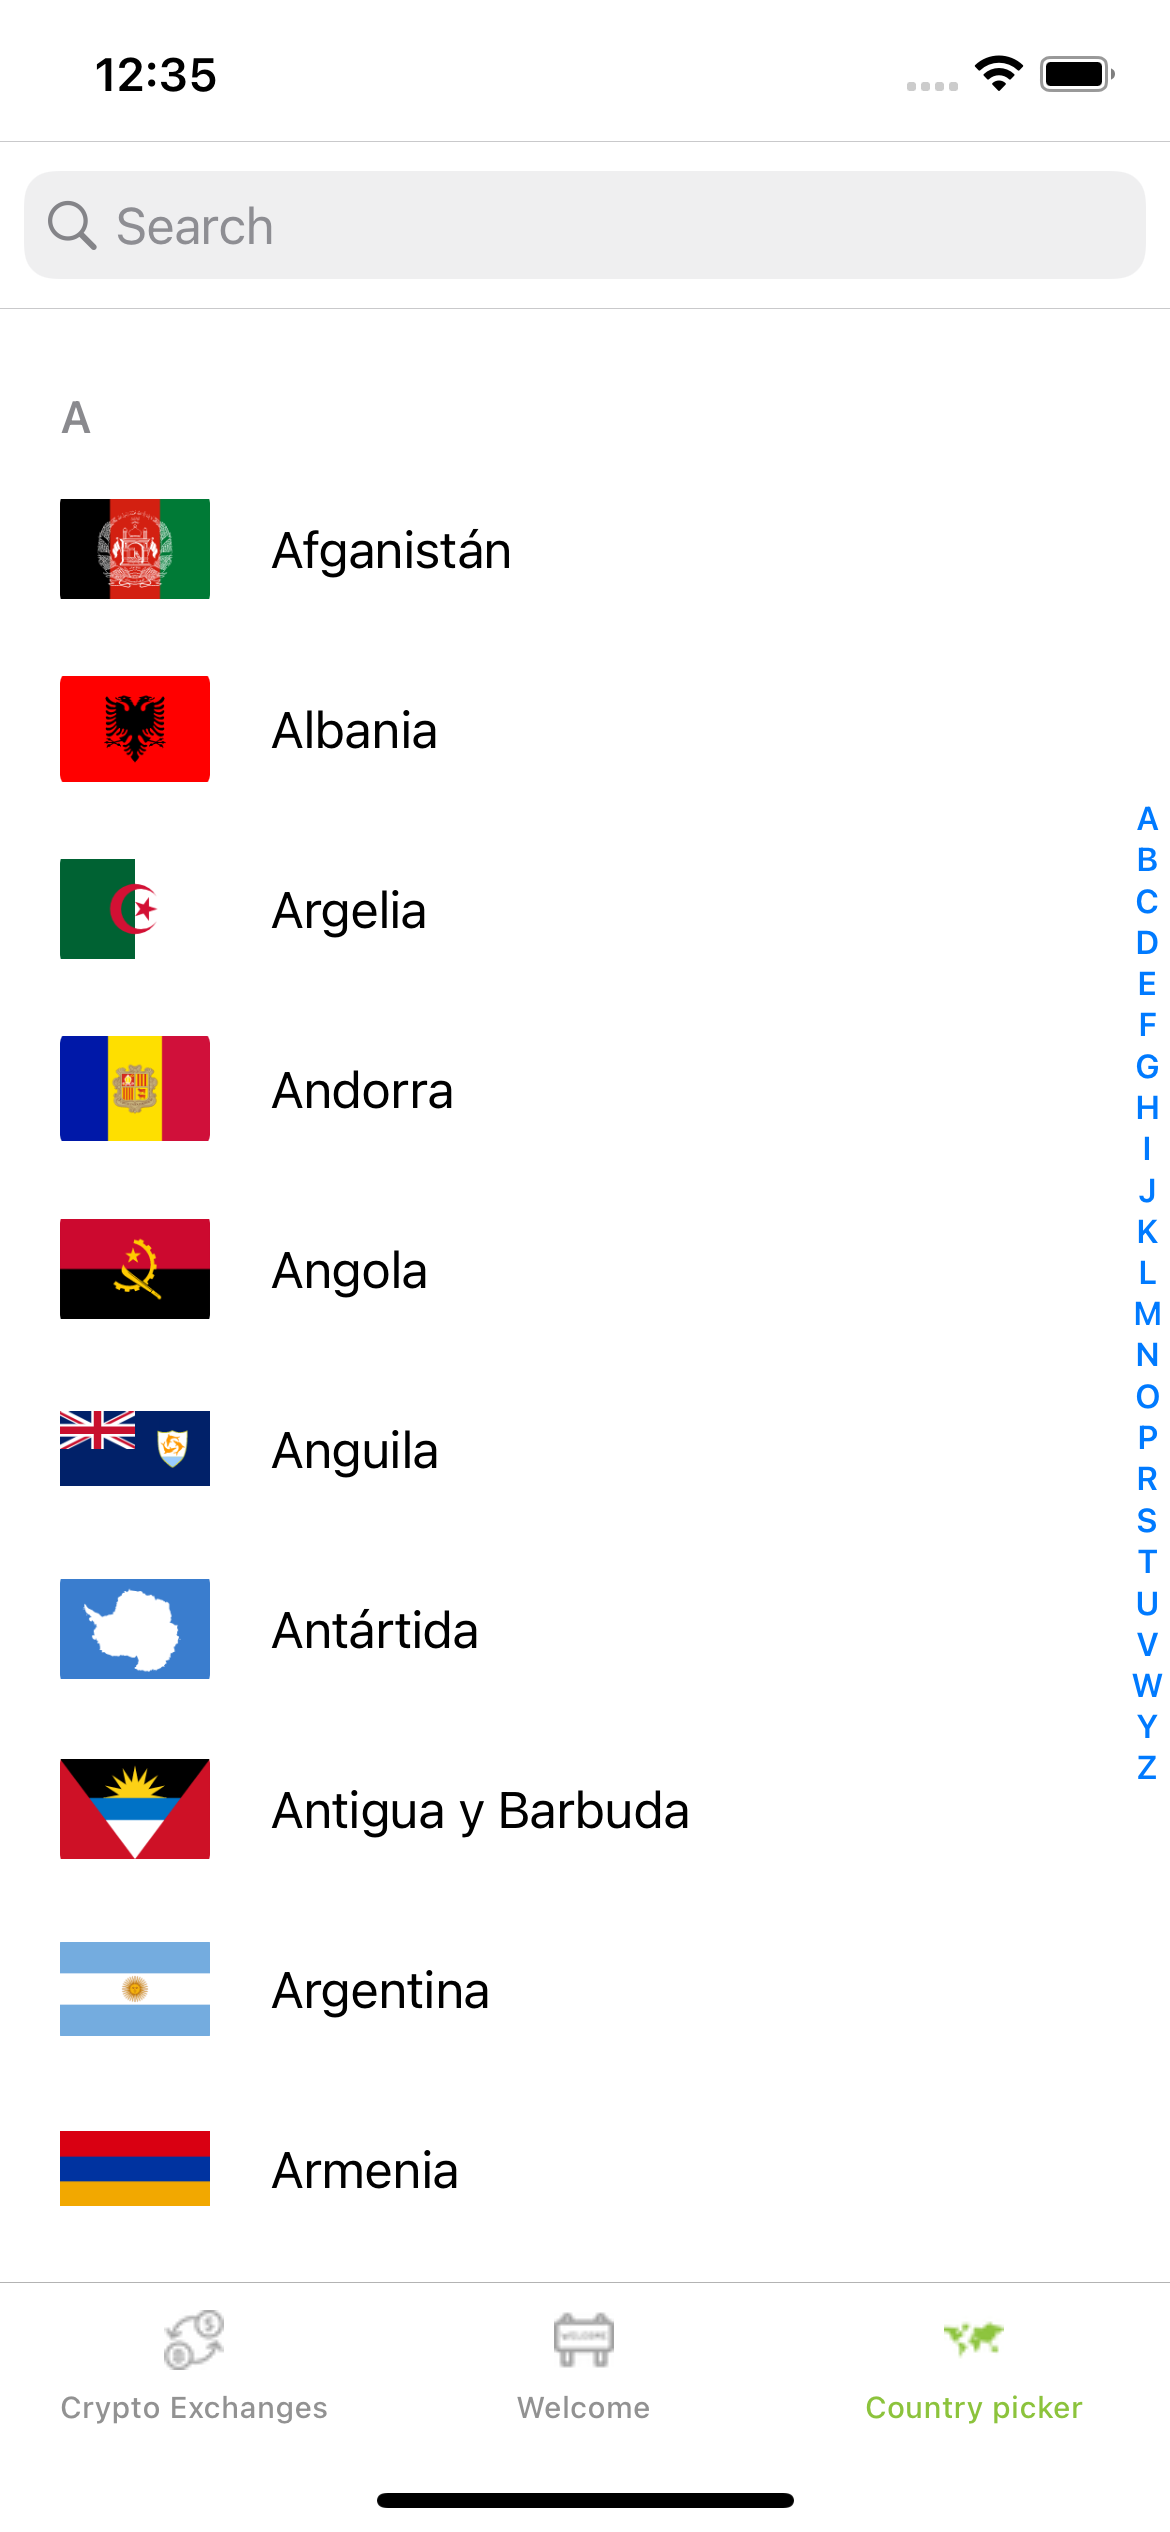 12:35
Search
A
Afganistán
Albania
Argelia
Andorra
Angola
Anguila
Antártida
Antigua y Barbuda
Argentina
Armenia
A
B
C
D
E
F
G
H
I
J
K
L
M
N
O
P
R
S
T
U
V
W
Y
Z
WELCOME
Crypto Exchanges
Welcome
Country picker